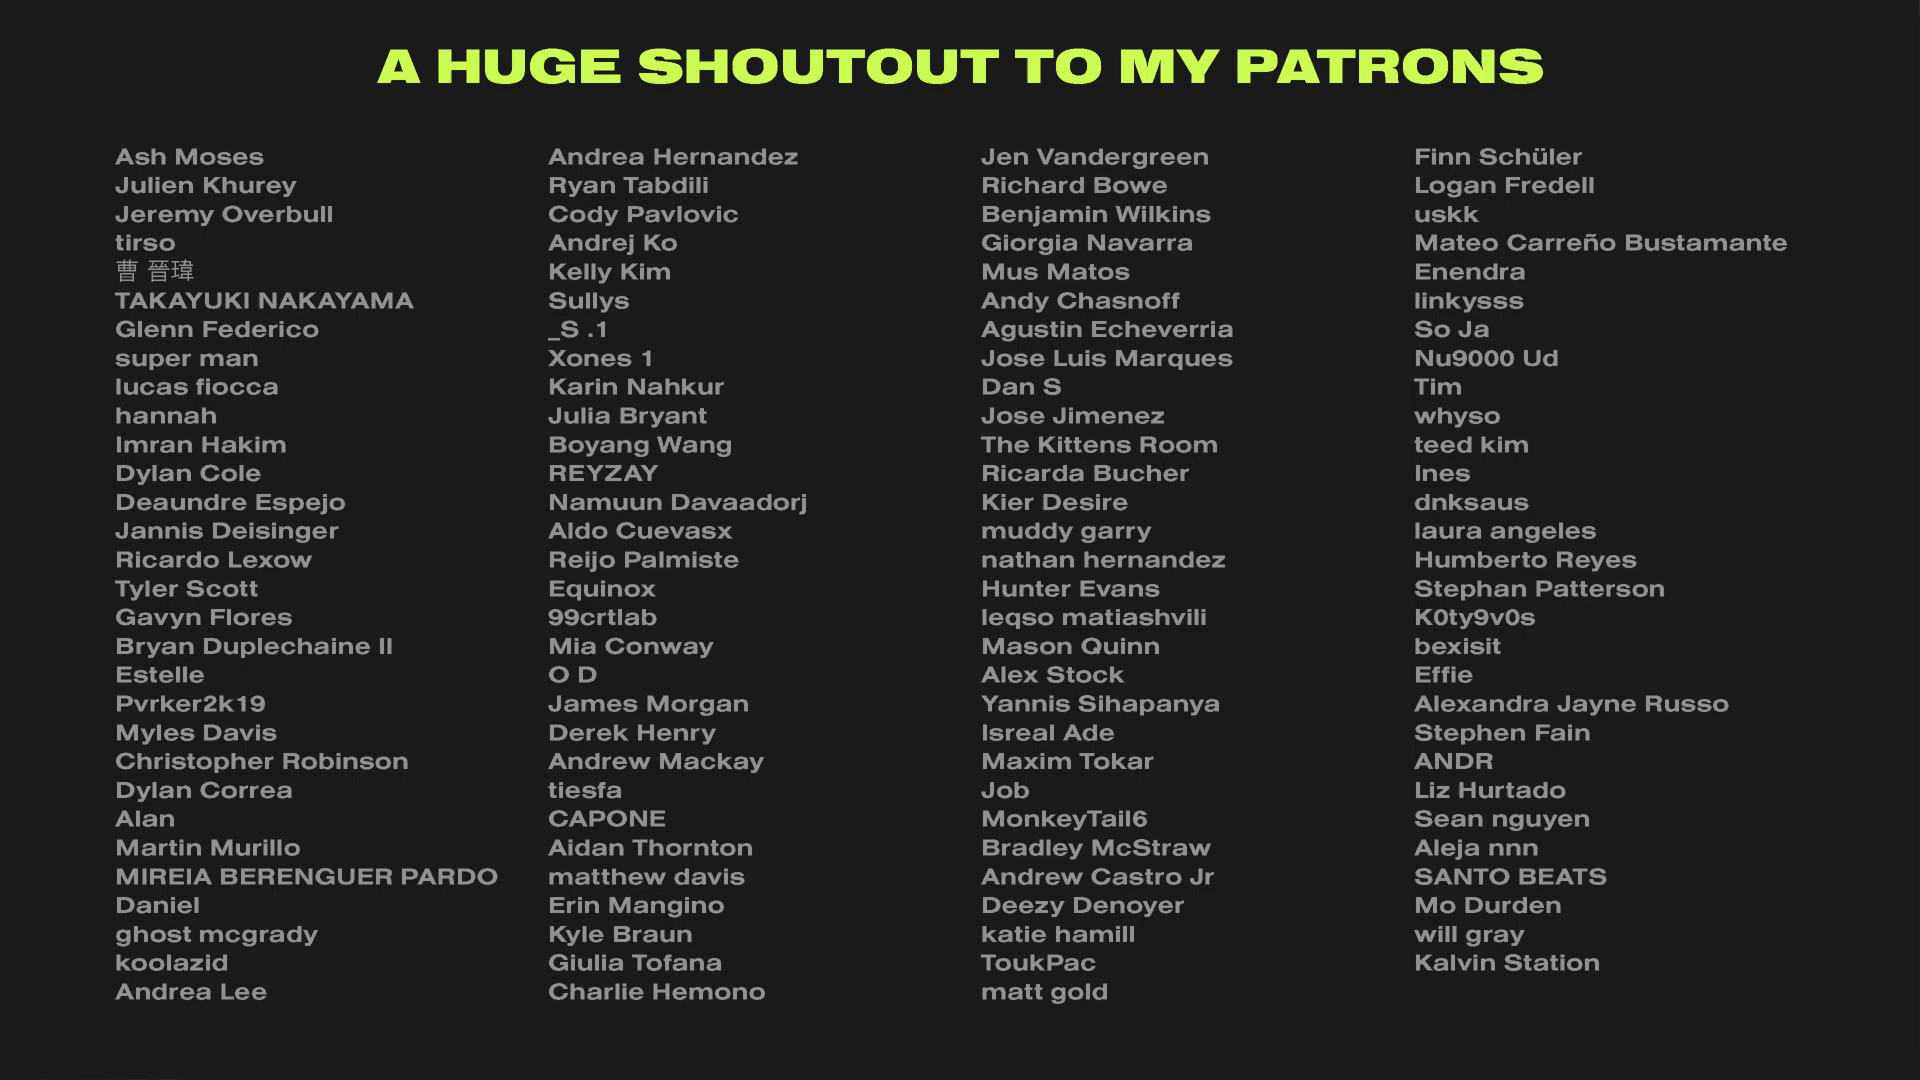 A HUGE SHOUTOUT TO MY PATRONS
Ash Moses
Julien Khurey
Jeremy Overbull
tirso
曹 晉瑋
TAKAYUKI NAKAYAMA
Glenn Federico
super man
lucas fiocca
hannah
Imran Hakim
Dylan Cole
Deaundre Espejo
Jannis Deisinger
Ricardo Lexow
Tyler Scott
Gavyn Flores
Bryan Duplechaine II
Estelle
Pvrker2k19
Myles Davis
Christopher Robinson
Dylan Correa
Alan
Martin Murillo
MIREIA BERENGUER PARDO
Daniel
ghost mcgrady
koolazid
Andrea Lee
Andrea Hernandez
Ryan Tabdili
Cody Pavlovic
Andrej Ko
Kelly Kim
Sullys
_S .1
Xones 1
Karin Nahkur
Julia Bryant
Boyang Wang
REYZAY
Namuun Davaadorj
Aldo Cuevasx
Reijo Palmiste
Equinox
99crtlab
Mia Conway
O D
James Morgan
Derek Henry
Andrew Mackay
tiesfa
CAPONE
Aidan Thornton
matthew davis
Erin Mangino
Kyle Braun
Giulia Tofana
Charlie Hemono
Jen Vandergreen
Richard Bowe
Benjamin Wilkins
Giorgia Navarra
Mus Matos
Andy Chasnoff
Agustin Echeverria
Jose Luis Marques
Dan S
Jose Jimenez
The Kittens Room
Ricarda Bucher
Kier Desire
muddy garry
nathan hernandez
Hunter Evans
leqso matiashvili
Mason Quinn
Alex Stock
Yannis Sihapanya
Isreal Ade
Maxim Tokar
Job
MonkeyTail6
Bradley McStraw
Andrew Castro Jr
Deezy Denoyer
katie hamill
ToukPac
matt gold
Finn Schüler
Logan Fredell
uskk
Mateo Carreño Bustamante
Enendra
linkysss
So Ja
Nu9000 Ud
Tim
whyso
teed kim
Ines
dnksaus
laura angeles
Humberto Reyes
Stephan Patterson
K0ty9v0s
bexisit
Effie
Alexandra Jayne Russo
Stephen Fain
ANDR
Liz Hurtado
Sean nguyen
Aleja nnn
SANTO BEATS
Mo Durden
will gray
Kalvin Station